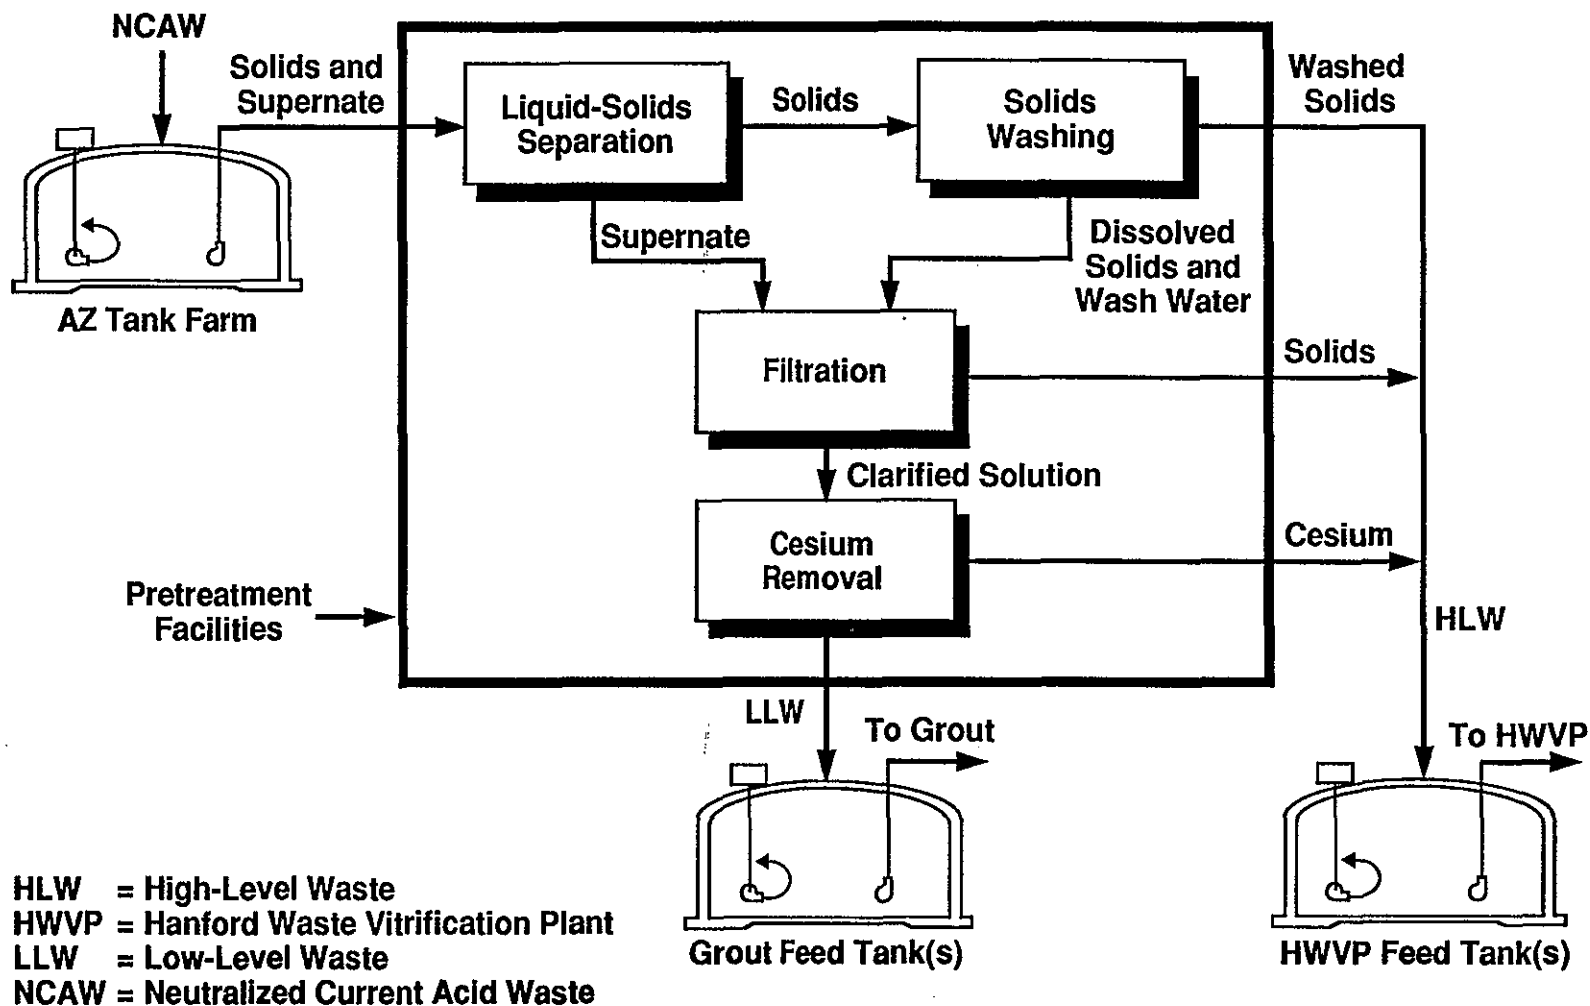 NCAW
Solids and
Supernate
Liquid-Solids
Separation
Solids
Solids
Washing
Washed
Solids
Supernate
Dissolved
Solids and
Wash Water
AZ Tank Farm
Filtration
Solids
Clarified Solution
Cesium
Removal
Cesium
Pretreatment
Facilities
HLW
LLW
To Grout
To HWVP
Grout Feed Tank(s)
HWVP Feed Tank(s)
HLW = High-Level Waste
HWVP = Hanford Waste Vitrification Plant
LLW = Low-Level Waste
NCAW = Neutralized Current Acid Waste